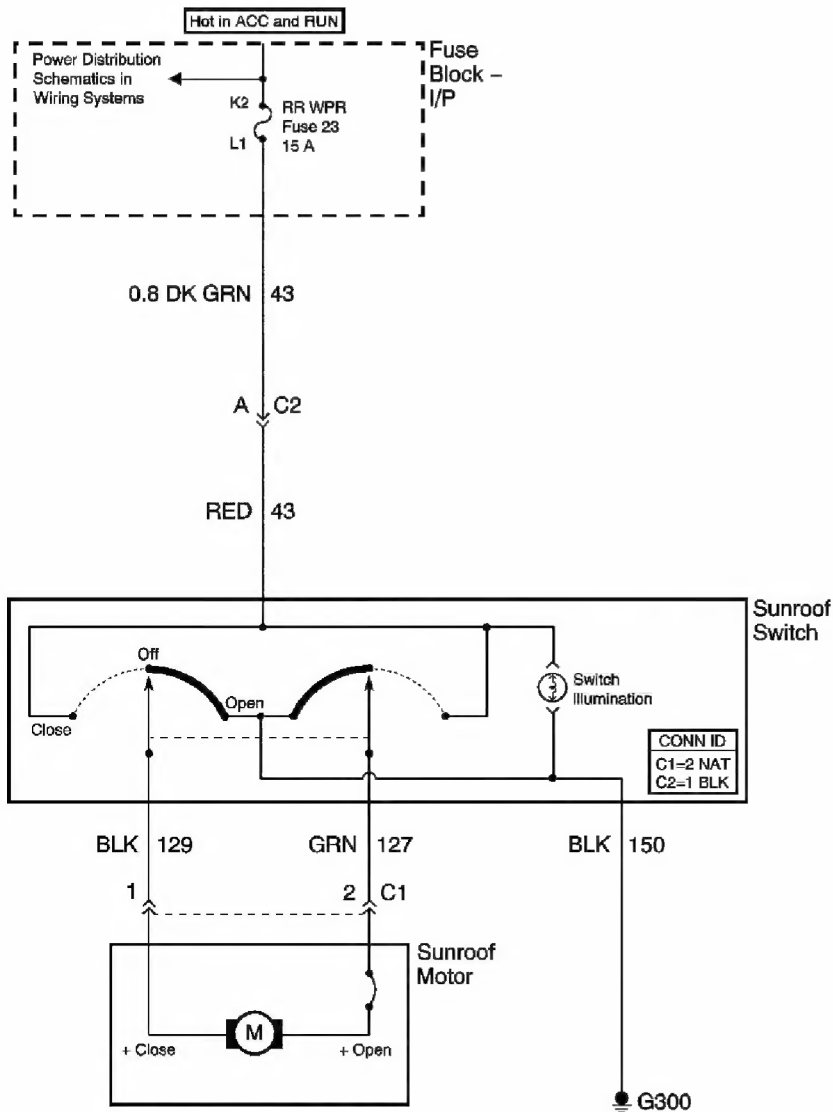 Hot in ACC and RUN
Power Distribution
Schematics in
Wiring Systems
Fuse
Block –
I/P
K2
RR WPR
Fuse 23
L1
15 A
0.8 DK GRN 43
A C2
RED 43
Sunroof
Switch
Off
Open
Close
Switch
Illumination
CONN ID
C1=2 NAT
C2=1 BLK
BLK 129
GRN 127
BLK 150
1
2 C1
Sunroof
Motor
M
+ Close
+ Open
G300